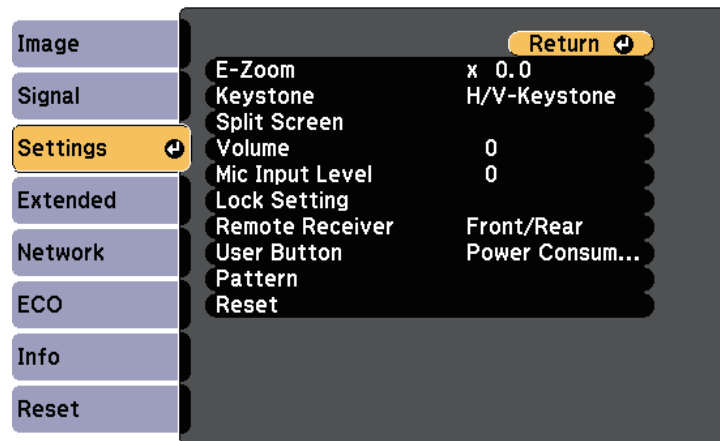 Image
Signal
Settings
Extended
Network
ECO
Info
Reset
Return
E-Zoom x 0.0
Keystone H/V-Keystone
Split Screen
Volume 0
Mic Input Level 0
Lock Setting
Remote Receiver Front/Rear
User Button Power Consum...
Pattern
Reset